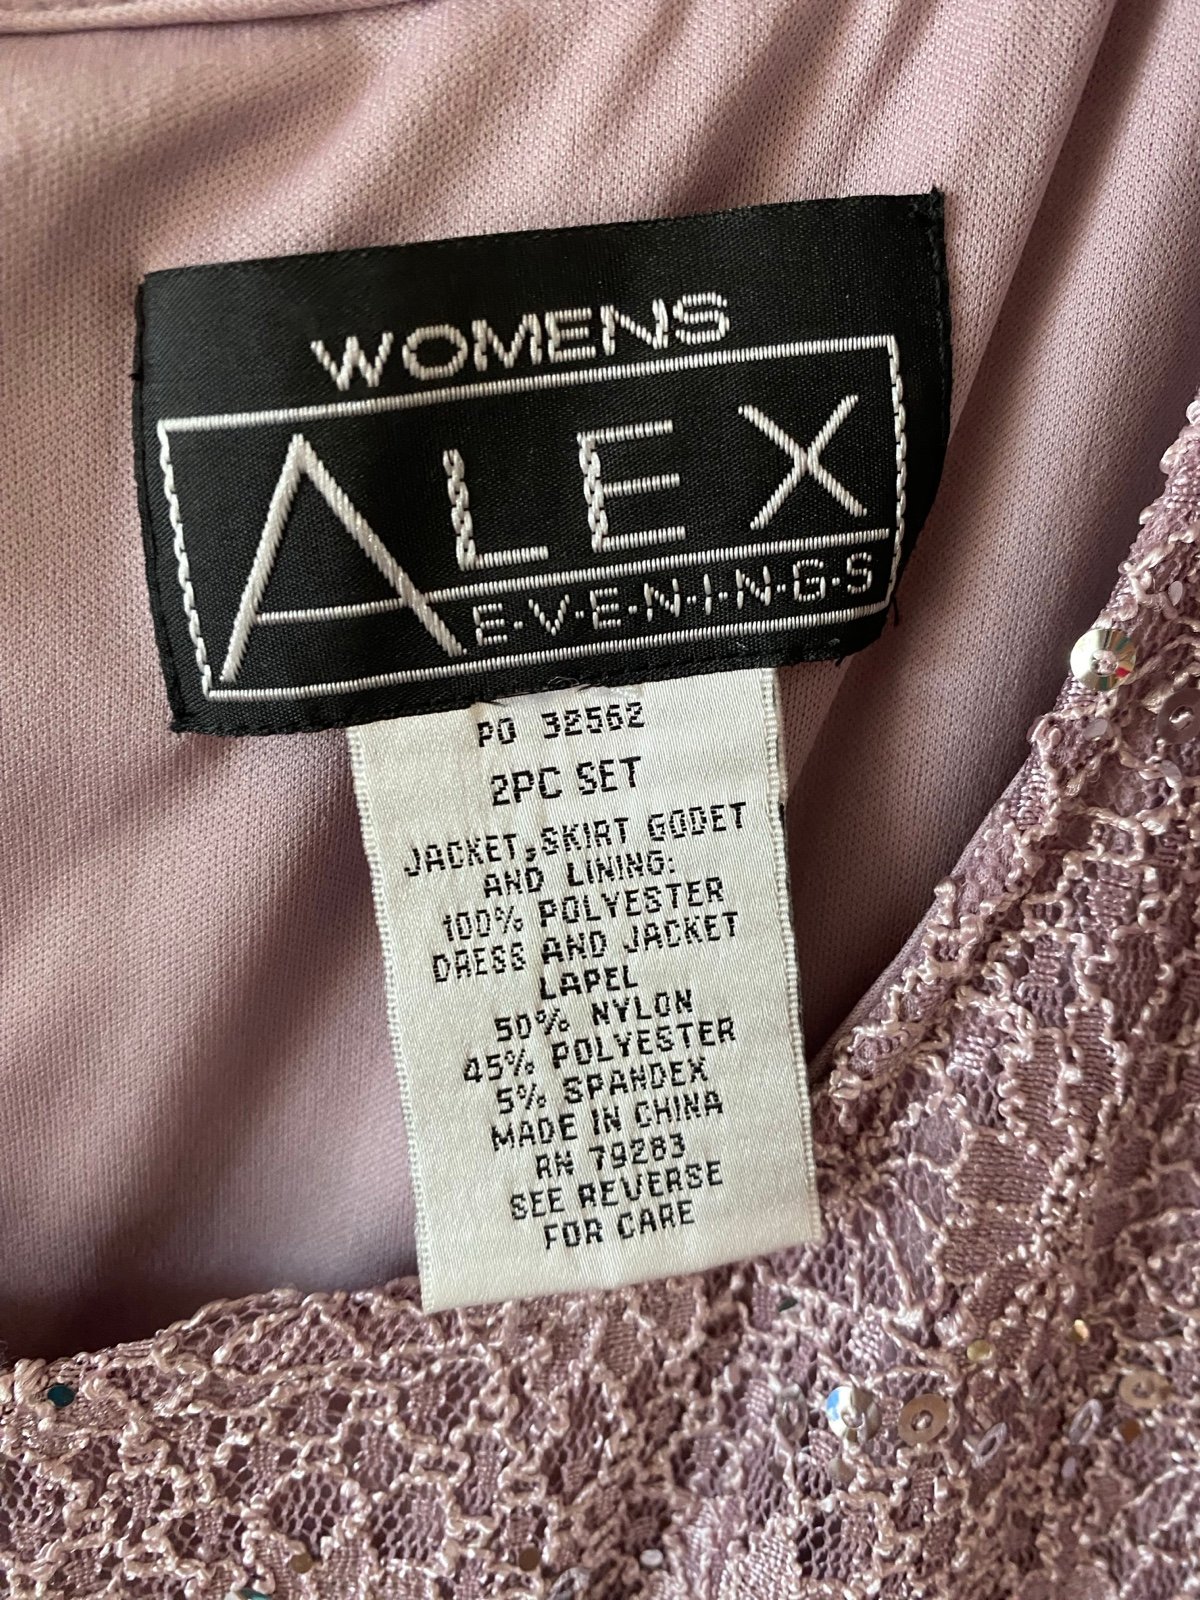 WOMENS
ALEX
E·V·E·N·I·N·G·S
PO 32562
2PC SET
JACKET,SKIRT GODET
AND LINING:
100% POLYESTER
DRESS AND JACKET
LAPEL
50% NYLON
45% POLYESTER
5% SPANDEX
MADE IN CHINA
RN 79283
SEE REVERSE
FOR CARE